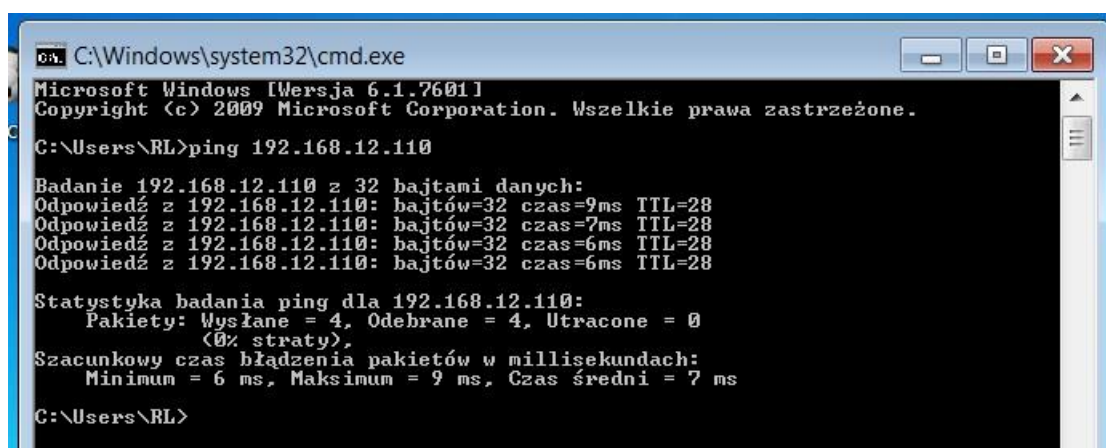 C:\Windows\system32\cmd.exe
Microsoft Windows [Wersja 6.1.7601]
Copyright (c) 2009 Microsoft Corporation. Wszelkie prawa zastrzeżone.
C:\Users\RL>ping 192.168.12.110
Badanie 192.168.12.110 z 32 bajtami danych:
Odpowiedź z 192.168.12.110: bajtów=32 czas=9ms TTL=28
Odpowiedź z 192.168.12.110: bajtów=32 czas=7ms TTL=28
Odpowiedź z 192.168.12.110: bajtów=32 czas=6ms TTL=28
Odpowiedź z 192.168.12.110: bajtów=32 czas=6ms TTL=28
Statystyka badania ping dla 192.168.12.110:
Pakiety: Wysłane = 4, Odebrane = 4, Utracone = 0
(0% straty),
Szacunkowy czas błądzenia pakietów w millisekundach:
Minimum = 6 ms, Maksimum = 9 ms, Czas średni = 7 ms
C:\Users\RL>